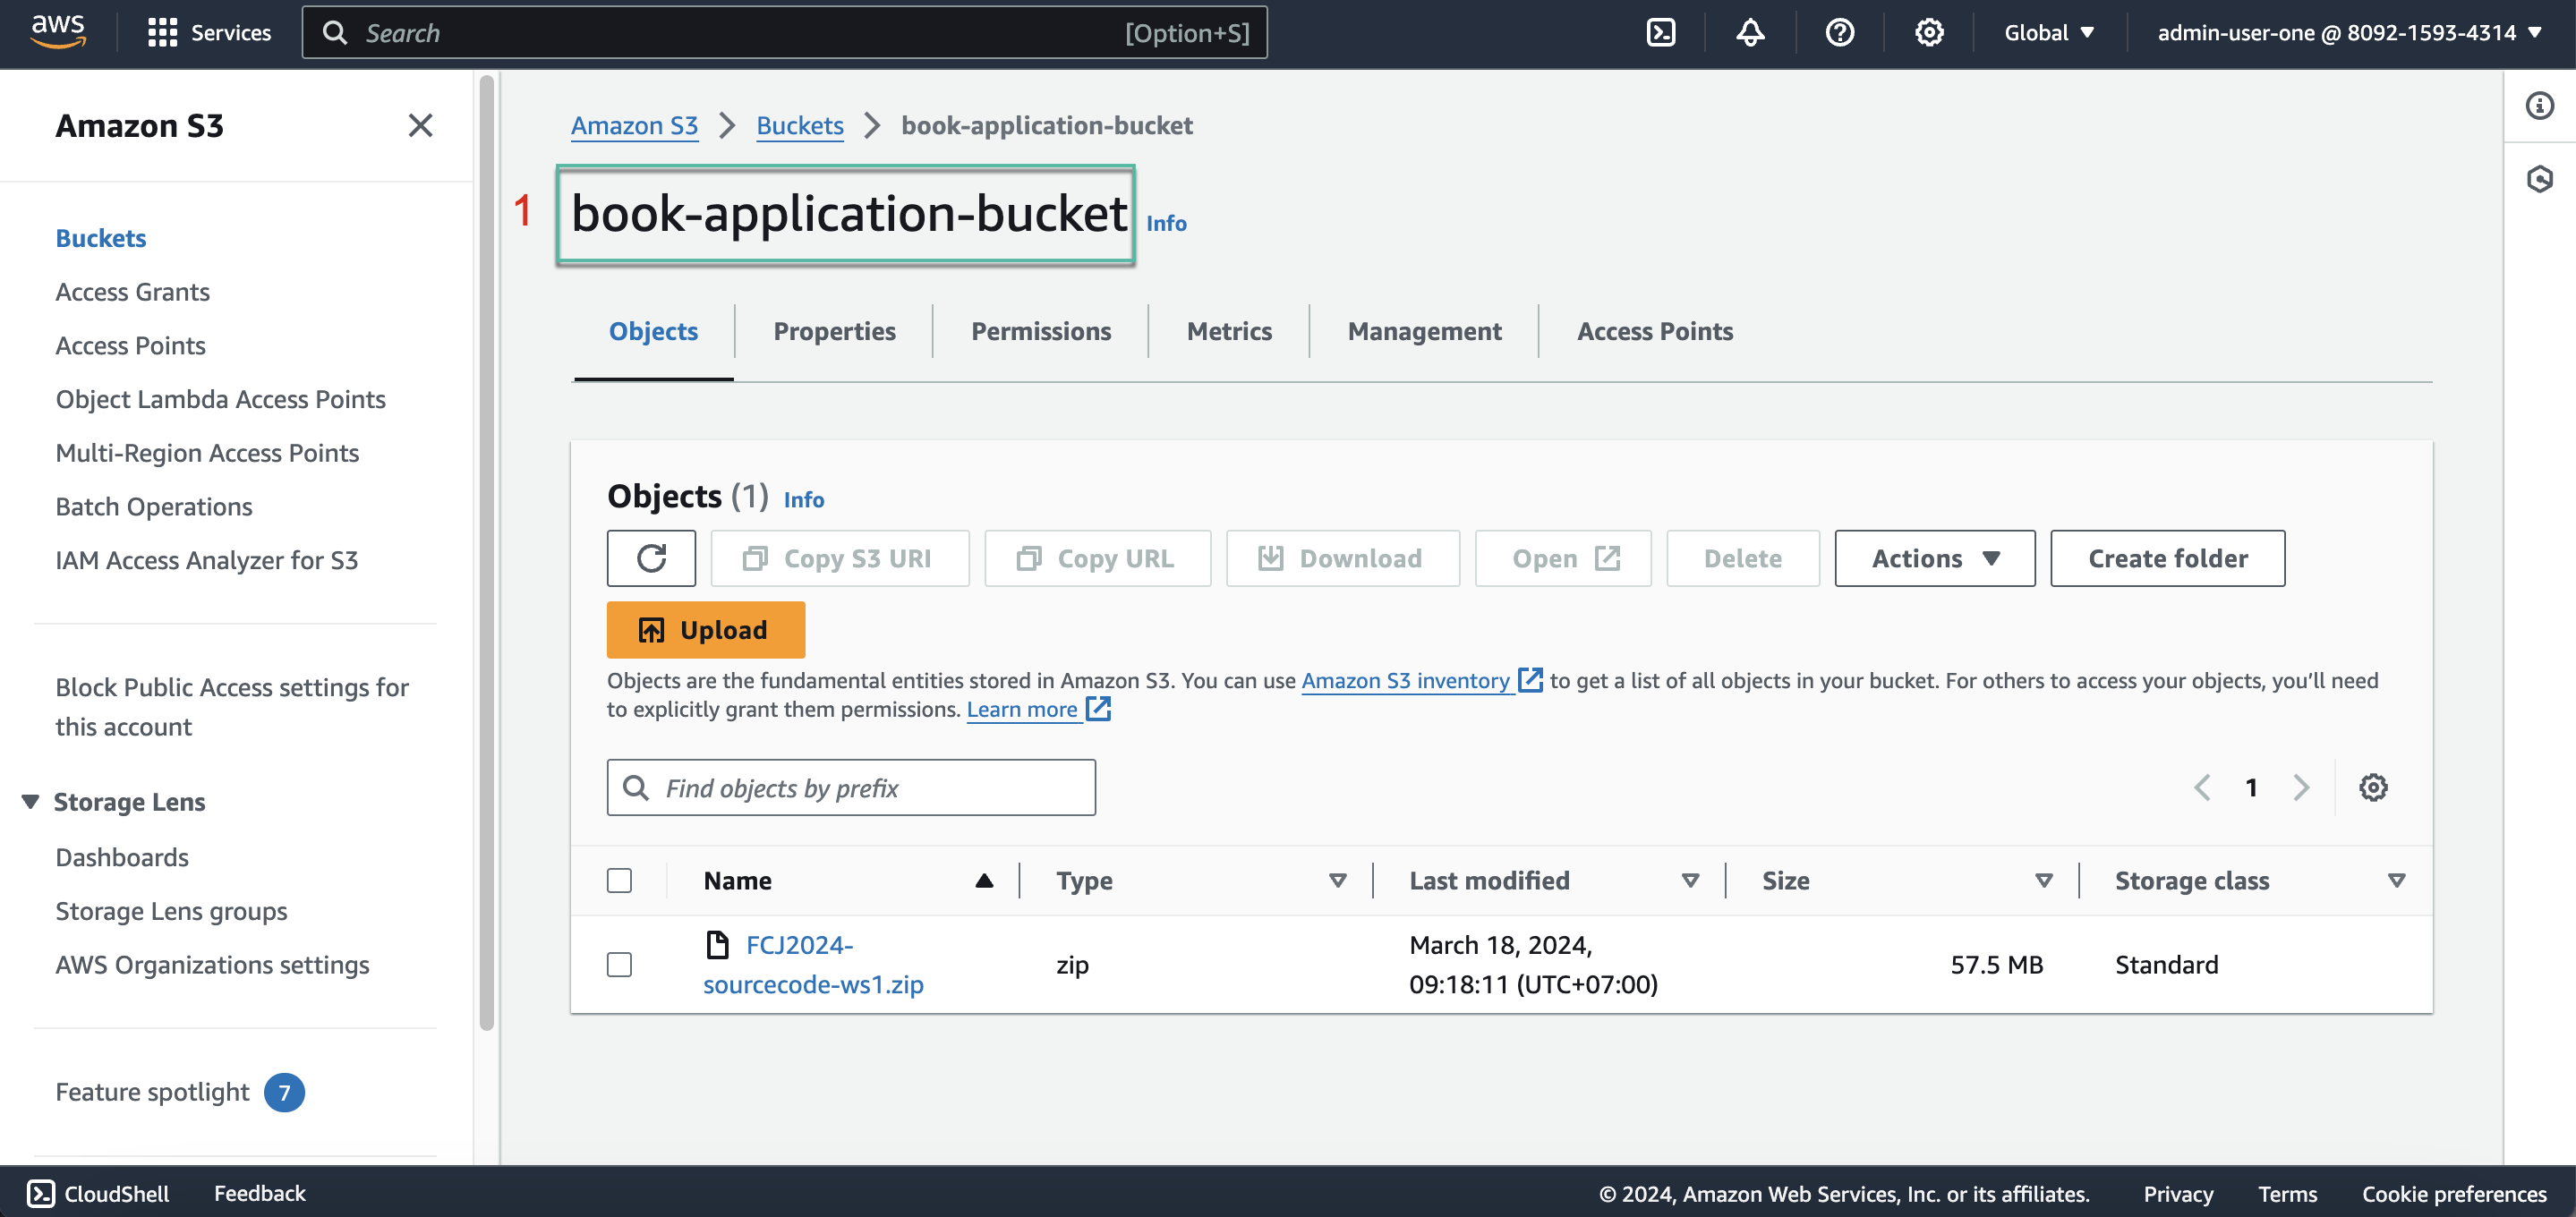 aws
Services
Search
[Option+S]
Global
admin-user-one @ 8092-1593-4314
Amazon S3
Buckets
Access Grants
Access Points
Object Lambda Access Points
Multi-Region Access Points
Batch Operations
IAM Access Analyzer for S3
Block Public Access settings for
this account
Storage Lens
Dashboards
Storage Lens groups
AWS Organizations settings
Feature spotlight 7
Amazon S3 > Buckets > book-application-bucket
1
book-application-bucket Info
Objects
Properties
Permissions
Metrics
Management
Access Points
Objects (1) Info
Copy S3 URI
Copy URL
Download
Open
Delete
Actions
Create folder
Upload
Objects are the fundamental entities stored in Amazon S3. You can use Amazon S3 inventory to get a list of all objects in your bucket. For others to access your objects, you'll need
to explicitly grant them permissions. Learn more
Find objects by prefix
1
Name
Type
Last modified
Size
Storage class
FCJ2024-
sourcecode-ws1.zip
zip
March 18, 2024,
09:18:11 (UTC+07:00)
57.5 MB
Standard
CloudShell
Feedback
© 2024, Amazon Web Services, Inc. or its affiliates.
Privacy
Terms
Cookie preferences